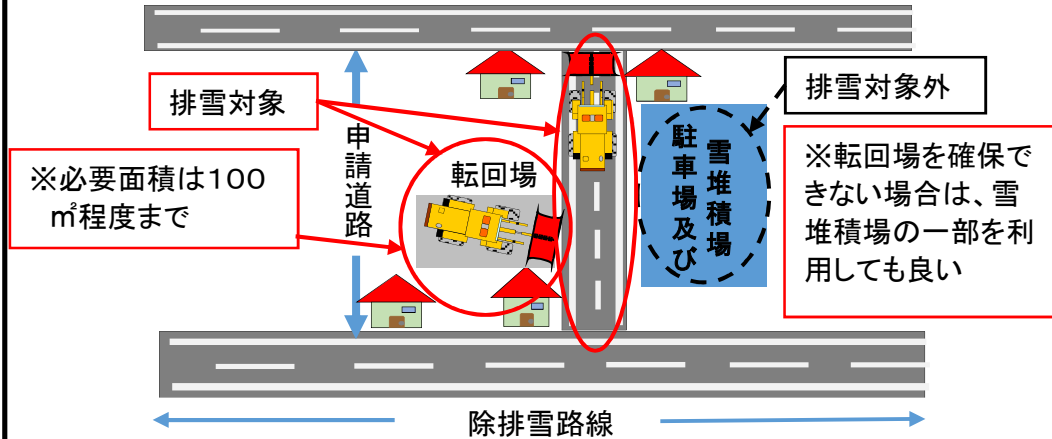 排雪対象
※必要面積は100
㎡程度まで
申請道路
転回場
駐車場及び
雪堆積場
排雪対象外
※転回場を確保で
きない場合は、雪
堆積場の一部を利
用しても良い
除排雪路線